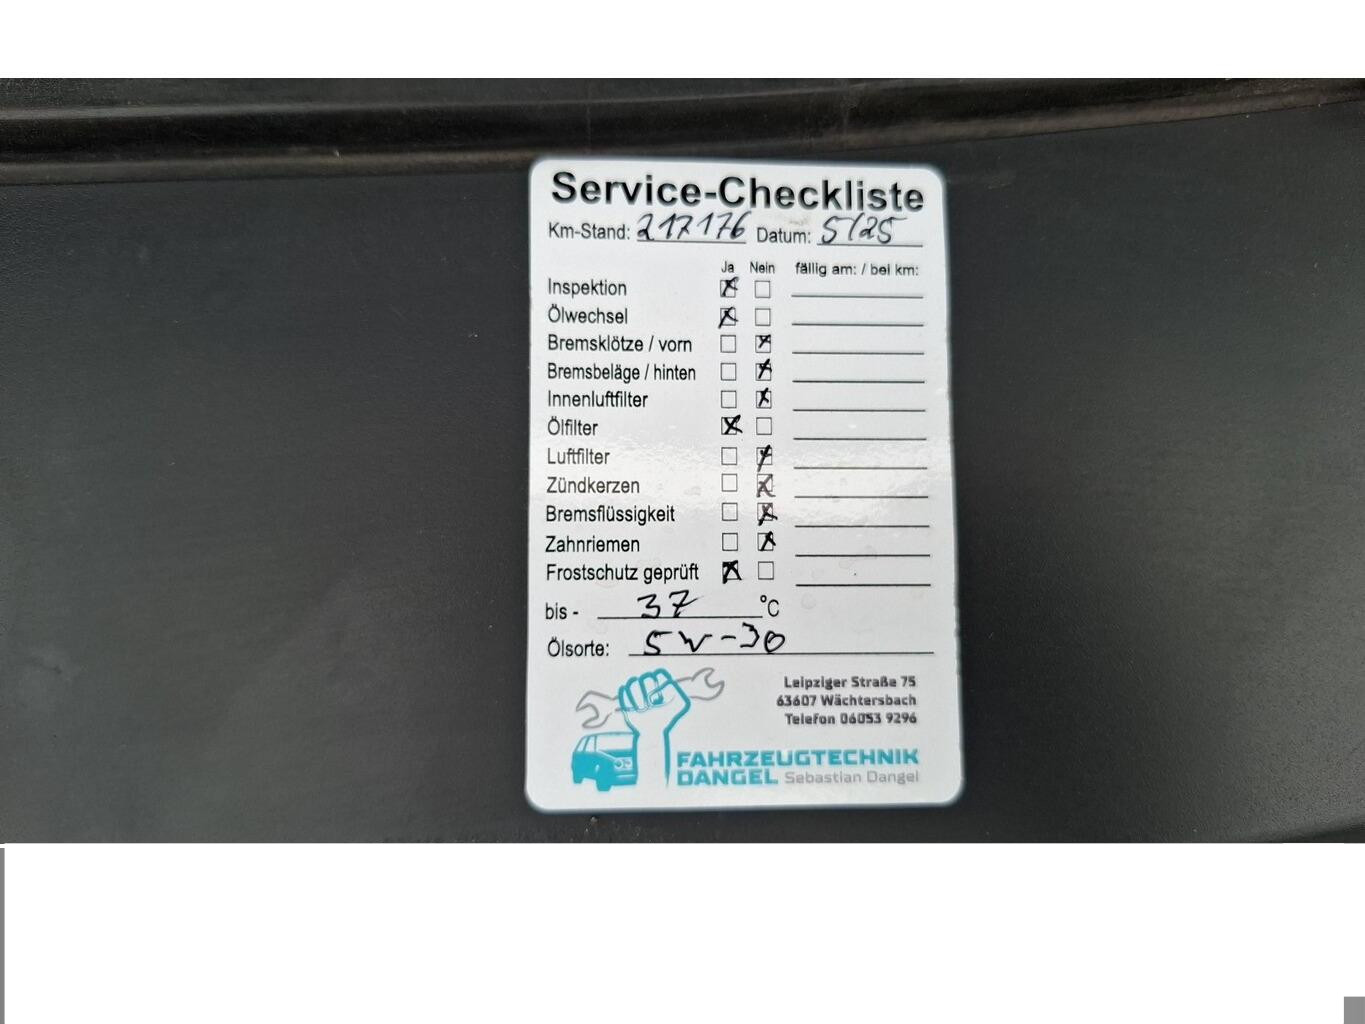 Service-Checkliste
Km-Stand: 217176 Datum: 5/25
Ja Nein fällig am: / bei km:
Inspektion
Ölwechsel
Bremsklötze / vorn
Bremsbeläge / hinten
Innenluftfilter
Ölfilter
Luftfilter
Zündkerzen
Bremsflüssigkeit
Zahnriemen
Frostschutz geprüft
bis - 37 °C
Ölsorte: 5W-30
Leipziger Straße 75
63607 Wächtersbach
Telefon 06053 9296
FAHRZEUGTECHNIK
DANGEL Sebastian Dangel